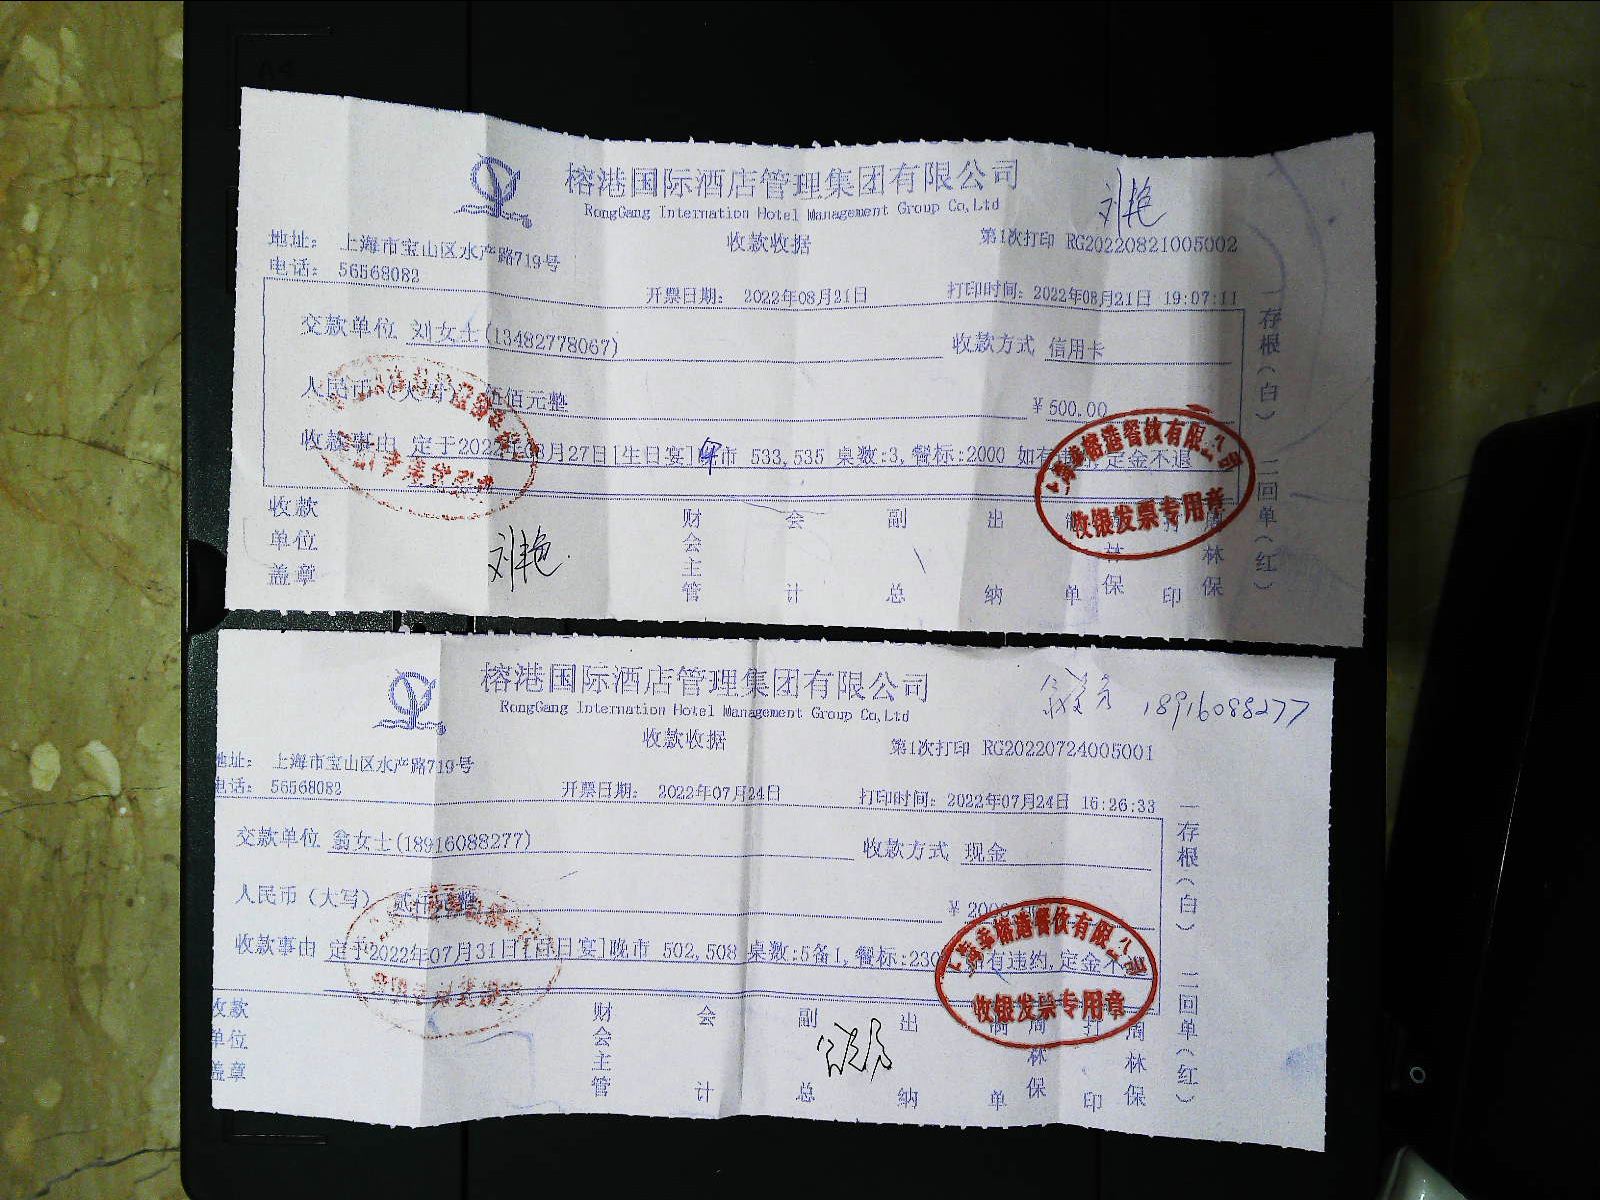 榕港国际酒店管理集团有限公司
刘艳
RongGang Internation Hotel Management Group Co,Ltd
收款收据
第1次打印 RG20220821005002
地址： 上海市宝山区水产路719号
电话： 56568082
开票日期： 2022年08月21日
打印时间：2022年08月21日 19:07:11
交款单位 刘女士(13482778067)
收款方式 信用卡
人民币（大写） 伍佰元整
￥500.00
收款事由 定于2022年08月27日[生日宴] 市 533,535 桌数:3,餐标:2000 如有 定金不退
一存根（白） 二回单（红）
收款单位盖章
刘艳
财会主管
会计
副总
出纳
制单
周林保
打印
周林保
收银发票专用章
榕港国际酒店管理集团有限公司
18916088277
RongGang Internation Hotel Management Group Co,Ltd
收款收据
第1次打印 RG20220724005001
地址： 上海市宝山区水产路719号
电话： 56568082
开票日期： 2022年07月24日
打印时间：2022年07月24日 16:26:33
交款单位 翁女士(18916088277)
收款方式 现金
人民币（大写） 贰仟元整
￥200
收款事由 定于2022年07月31日[ 日宴]晚市 502,508 桌数:5备1,餐标:230 有违约,定金不
一存根（白） 二回单（红）
收款单位盖章
财会主管
会计
副总
出纳
制单
周林保
打印
周林保
收银发票专用章